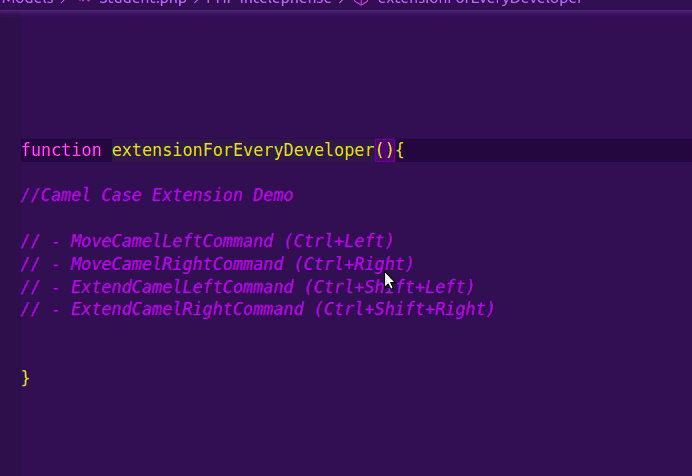 Models > Student.php > PHP Intelephense > extensionForEveryDeveloper
function extensionForEveryDeveloper(){
//Camel Case Extension Demo
// - MoveCamelLeftCommand (Ctrl+Left)
// - MoveCamelRightCommand (Ctrl+Right)
// - ExtendCamelLeftCommand (Ctrl+Shift+Left)
// - ExtendCamelRightCommand (Ctrl+Shift+Right)
}